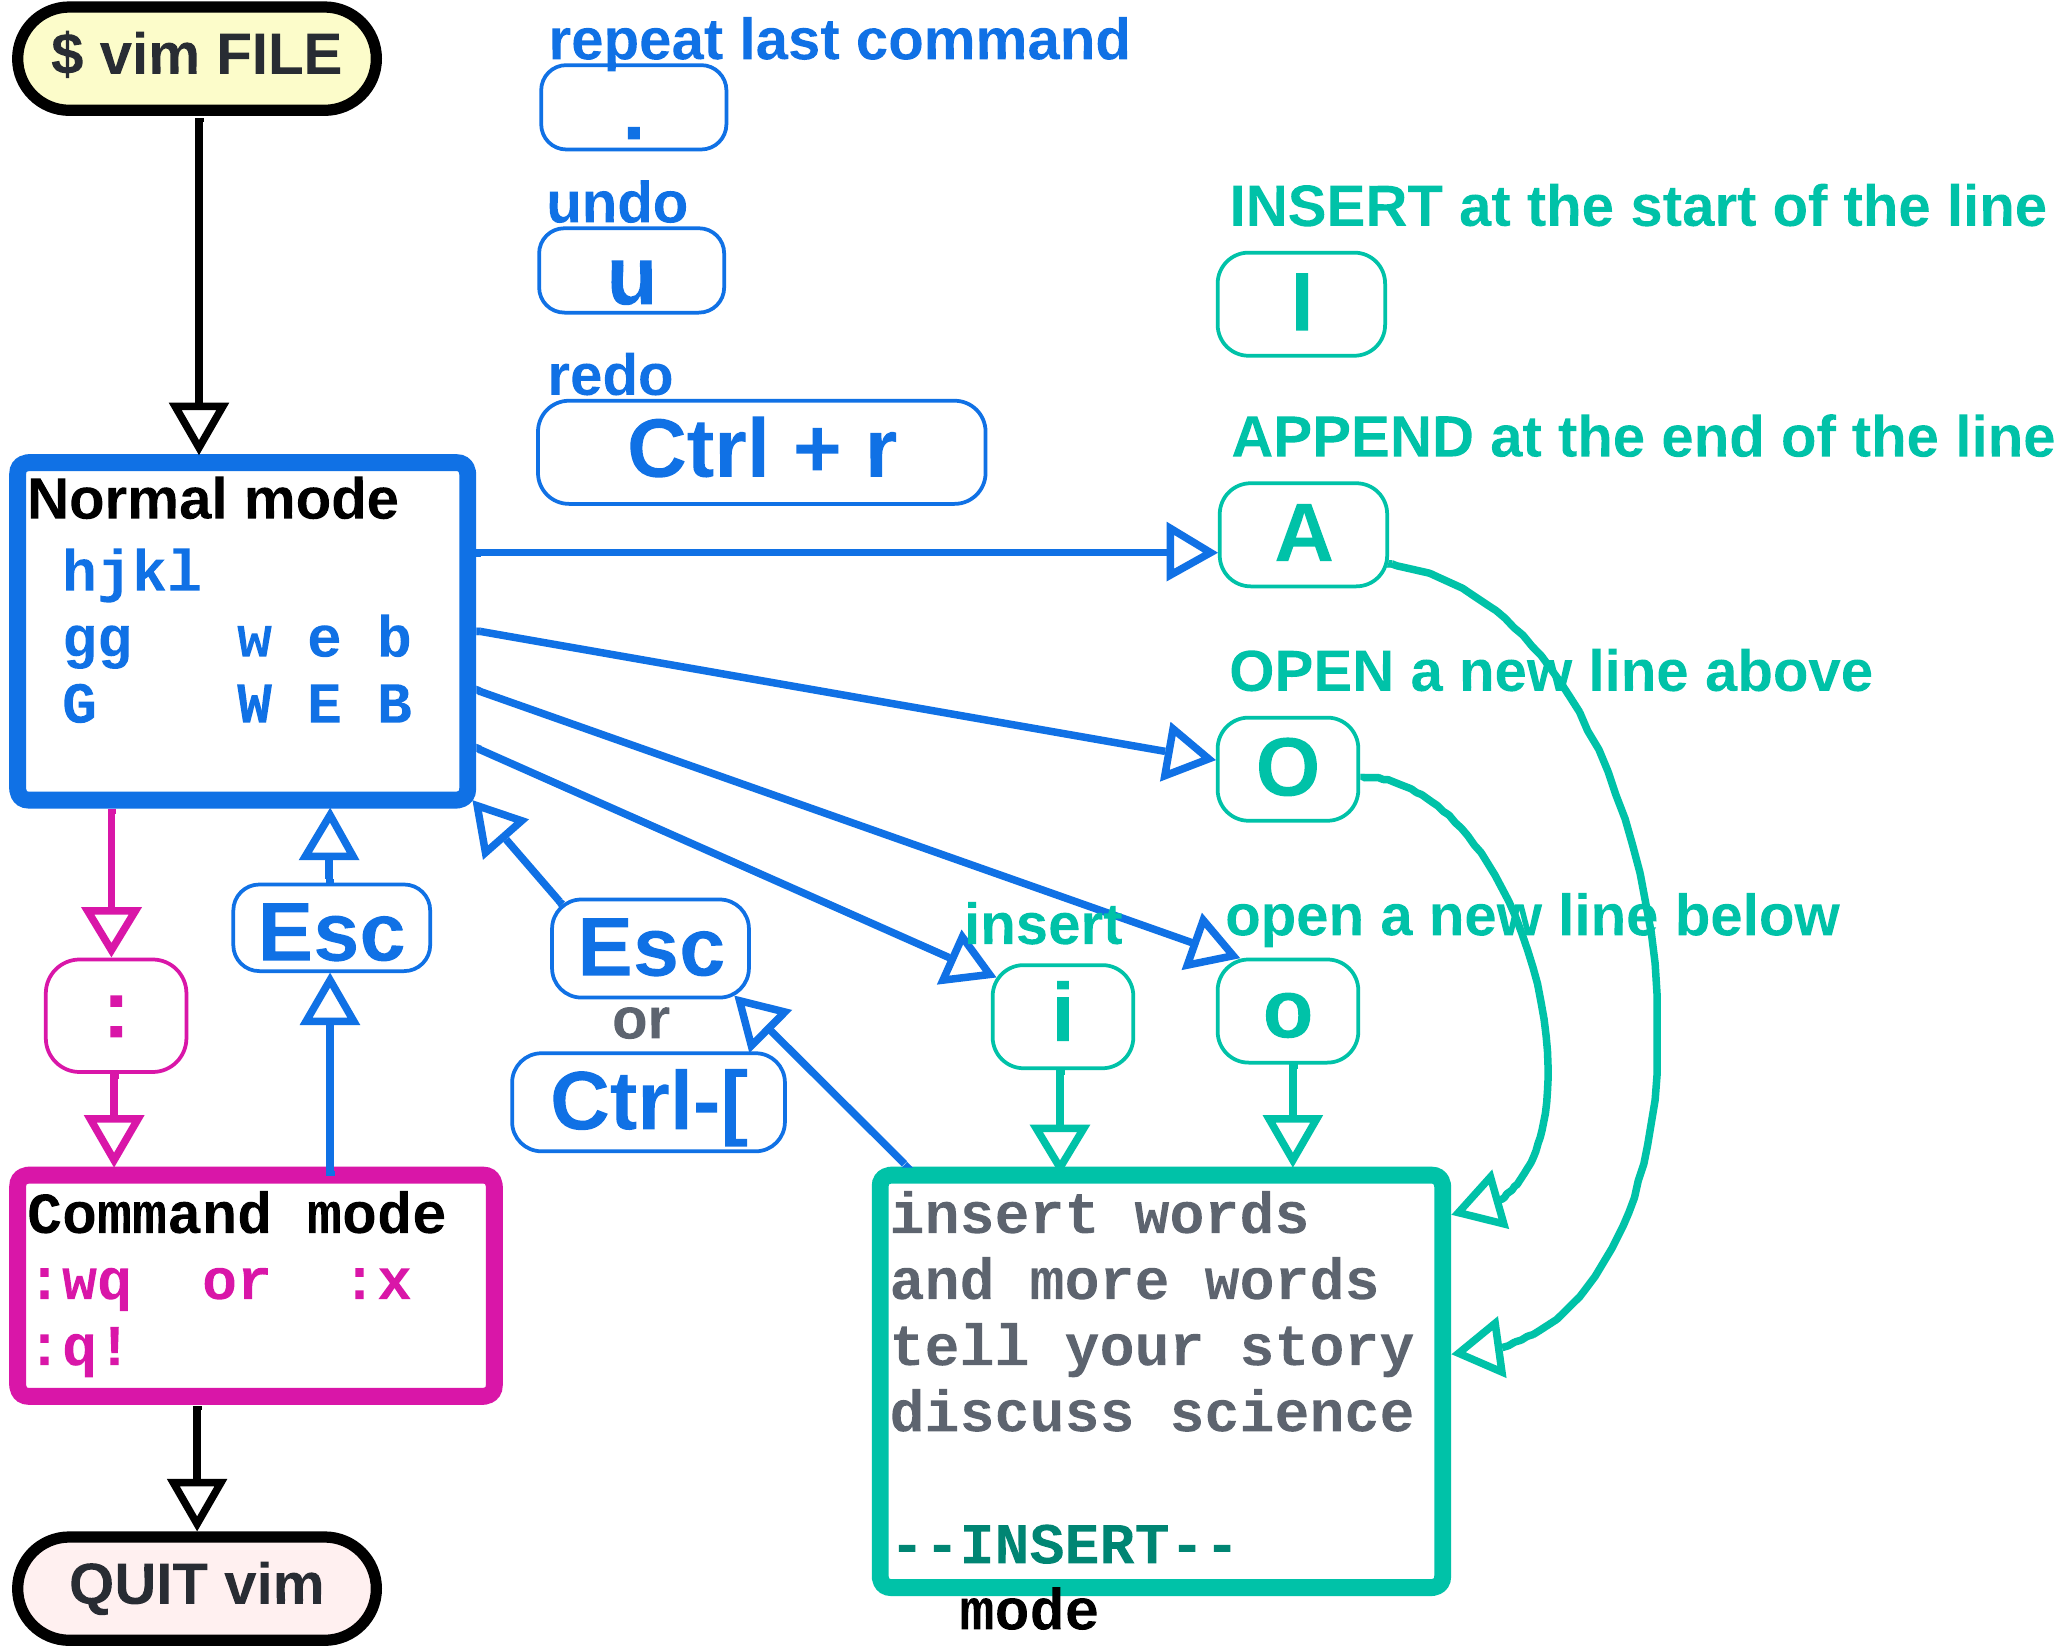 $ vim FILE
repeat last command
.
undo
u
redo
Ctrl + r
INSERT at the start of the line
I
APPEND at the end of the line
A
OPEN a new line above
O
open a new line below
o
insert
i
Normal mode
hjkl
gg w e b
G W E B
:
Esc
Esc
or
Ctrl-[
Command mode
:wq or :x
:q!
QUIT vim
insert words
and more words
tell your story
discuss science
--INSERT--
mode